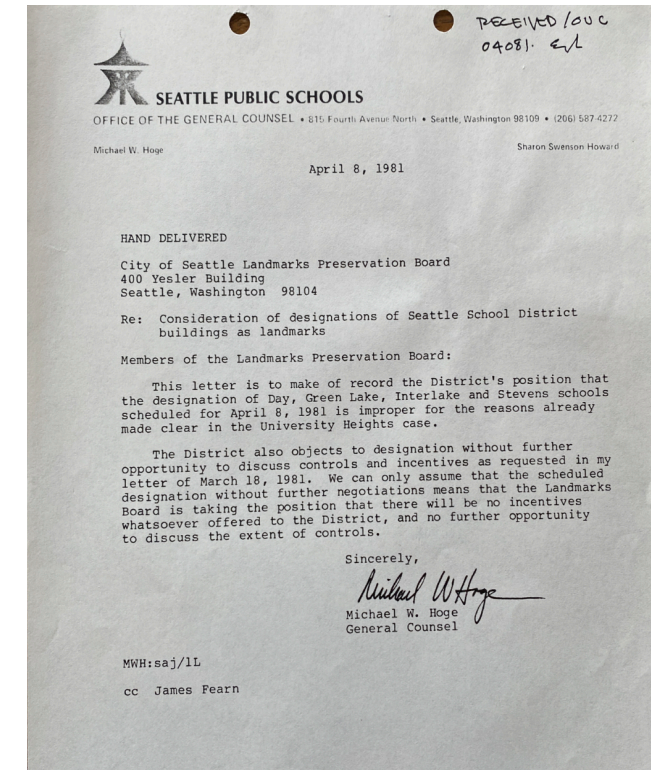 RECEIVED/OUC
04081.
SEATTLE PUBLIC SCHOOLS
OFFICE OF THE GENERAL COUNSEL • 815 Fourth Avenue North • Seattle, Washington 98109 • (206) 587-4272
Michael W. Hoge
Sharon Swenson Howard
April 8, 1981
HAND DELIVERED
City of Seattle Landmarks Preservation Board
400 Yesler Building
Seattle, Washington 98104
Re: Consideration of designations of Seattle School District
buildings as landmarks
Members of the Landmarks Preservation Board:
This letter is to make of record the District's position that
the designation of Day, Green Lake, Interlake and Stevens schools
scheduled for April 8, 1981 is improper for the reasons already
made clear in the University Heights case.
The District also objects to designation without further
opportunity to discuss controls and incentives as requested in my
letter of March 18, 1981. We can only assume that the scheduled
designation without further negotiations means that the Landmarks
Board is taking the position that there will be no incentives
whatsoever offered to the District, and no further opportunity
to discuss the extent of controls.
Sincerely,
Michael W Hoge
Michael W. Hoge
General Counsel
MWH:saj/1L
cc James Fearn